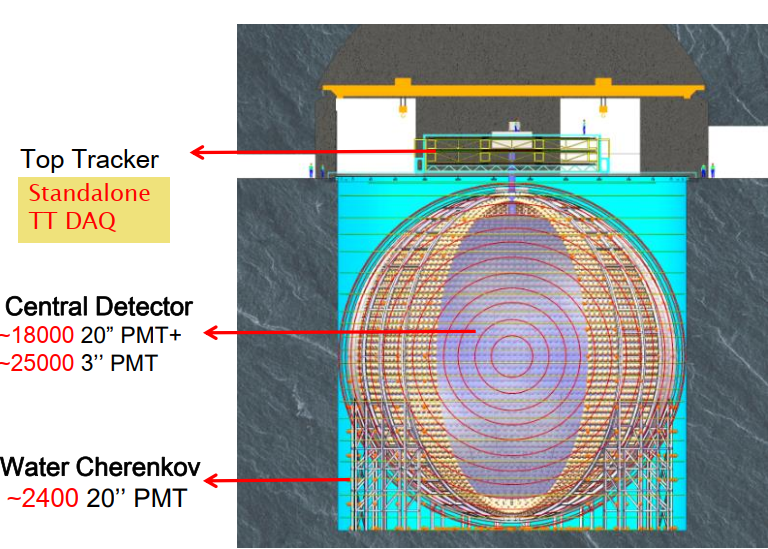 Top Tracker
Standalone
TT DAQ
Central Detector
~18000 20” PMT+
~25000 3’’ PMT
Water Cherenkov
~2400 20’’ PMT